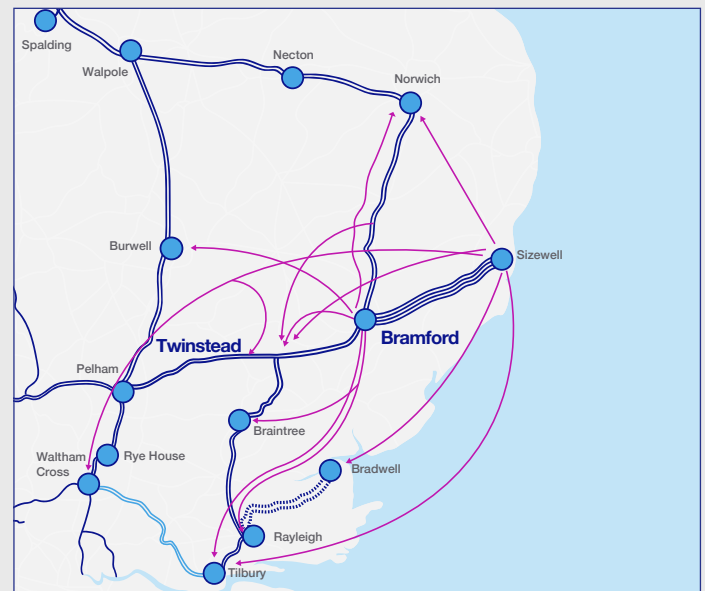 Spalding
Walpole
Necton
Norwich
Burwell
Sizewell
Twinstead
Bramford
Pelham
Braintree
Waltham
Cross
Rye House
Bradwell
Rayleigh
Tilbury